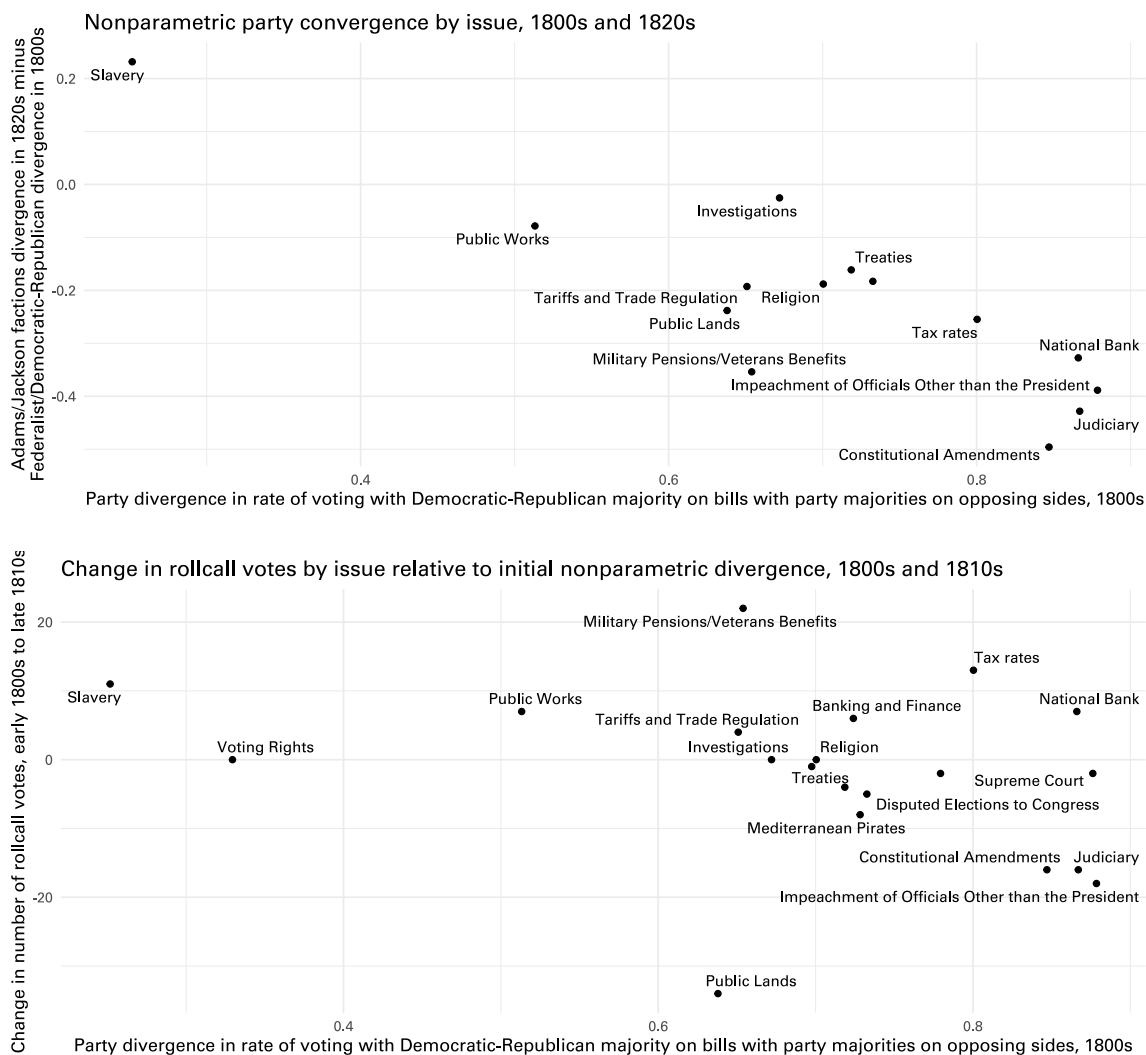 Nonparametric party convergence by issue, 1800s and 1820s
Adams/Jackson factions divergence in 1820s minus
Federalist/Democratic-Republican divergence in 1800s
0.2
0.0
-0.2
-0.4
Slavery
Investigations
Public Works
Treaties
Tariffs and Trade Regulation
Religion
Public Lands
Tax rates
National Bank
Military Pensions/Veterans Benefits
Impeachment of Officials Other than the President
Judiciary
Constitutional Amendments
0.4
0.6
0.8
Party divergence in rate of voting with Democratic-Republican majority on bills with party majorities on opposing sides, 1800s
Change in rollcall votes by issue relative to initial nonparametric divergence, 1800s and 1810s
Change in number of rollcall votes, early 1800s to late 1810s
20
0
-20
Military Pensions/Veterans Benefits
Tax rates
Slavery
Public Works
Banking and Finance
National Bank
Tariffs and Trade Regulation
Voting Rights
Investigations
Religion
Treaties
Supreme Court
Disputed Elections to Congress
Mediterranean Pirates
Constitutional Amendments
Judiciary
Impeachment of Officials Other than the President
Public Lands
0.4
0.6
0.8
Party divergence in rate of voting with Democratic-Republican majority on bills with party majorities on opposing sides, 1800s